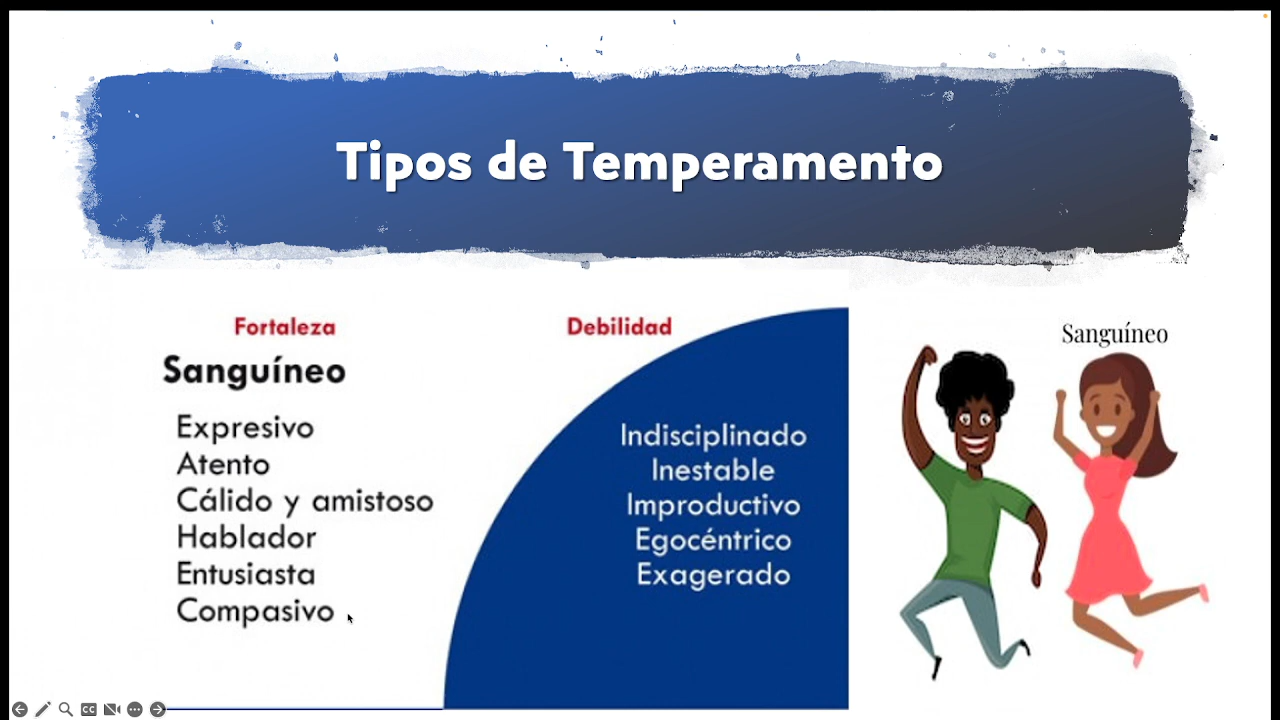 Tipos de Temperamento
Fortaleza
Sanguíneo
Expresivo
Atento
Cálido y amistoso
Hablador
Entusiasta
Compasivo
Debilidad
Indisciplinado
Inestable
Improductivo
Egocéntrico
Exagerado
Sanguíneo
CC